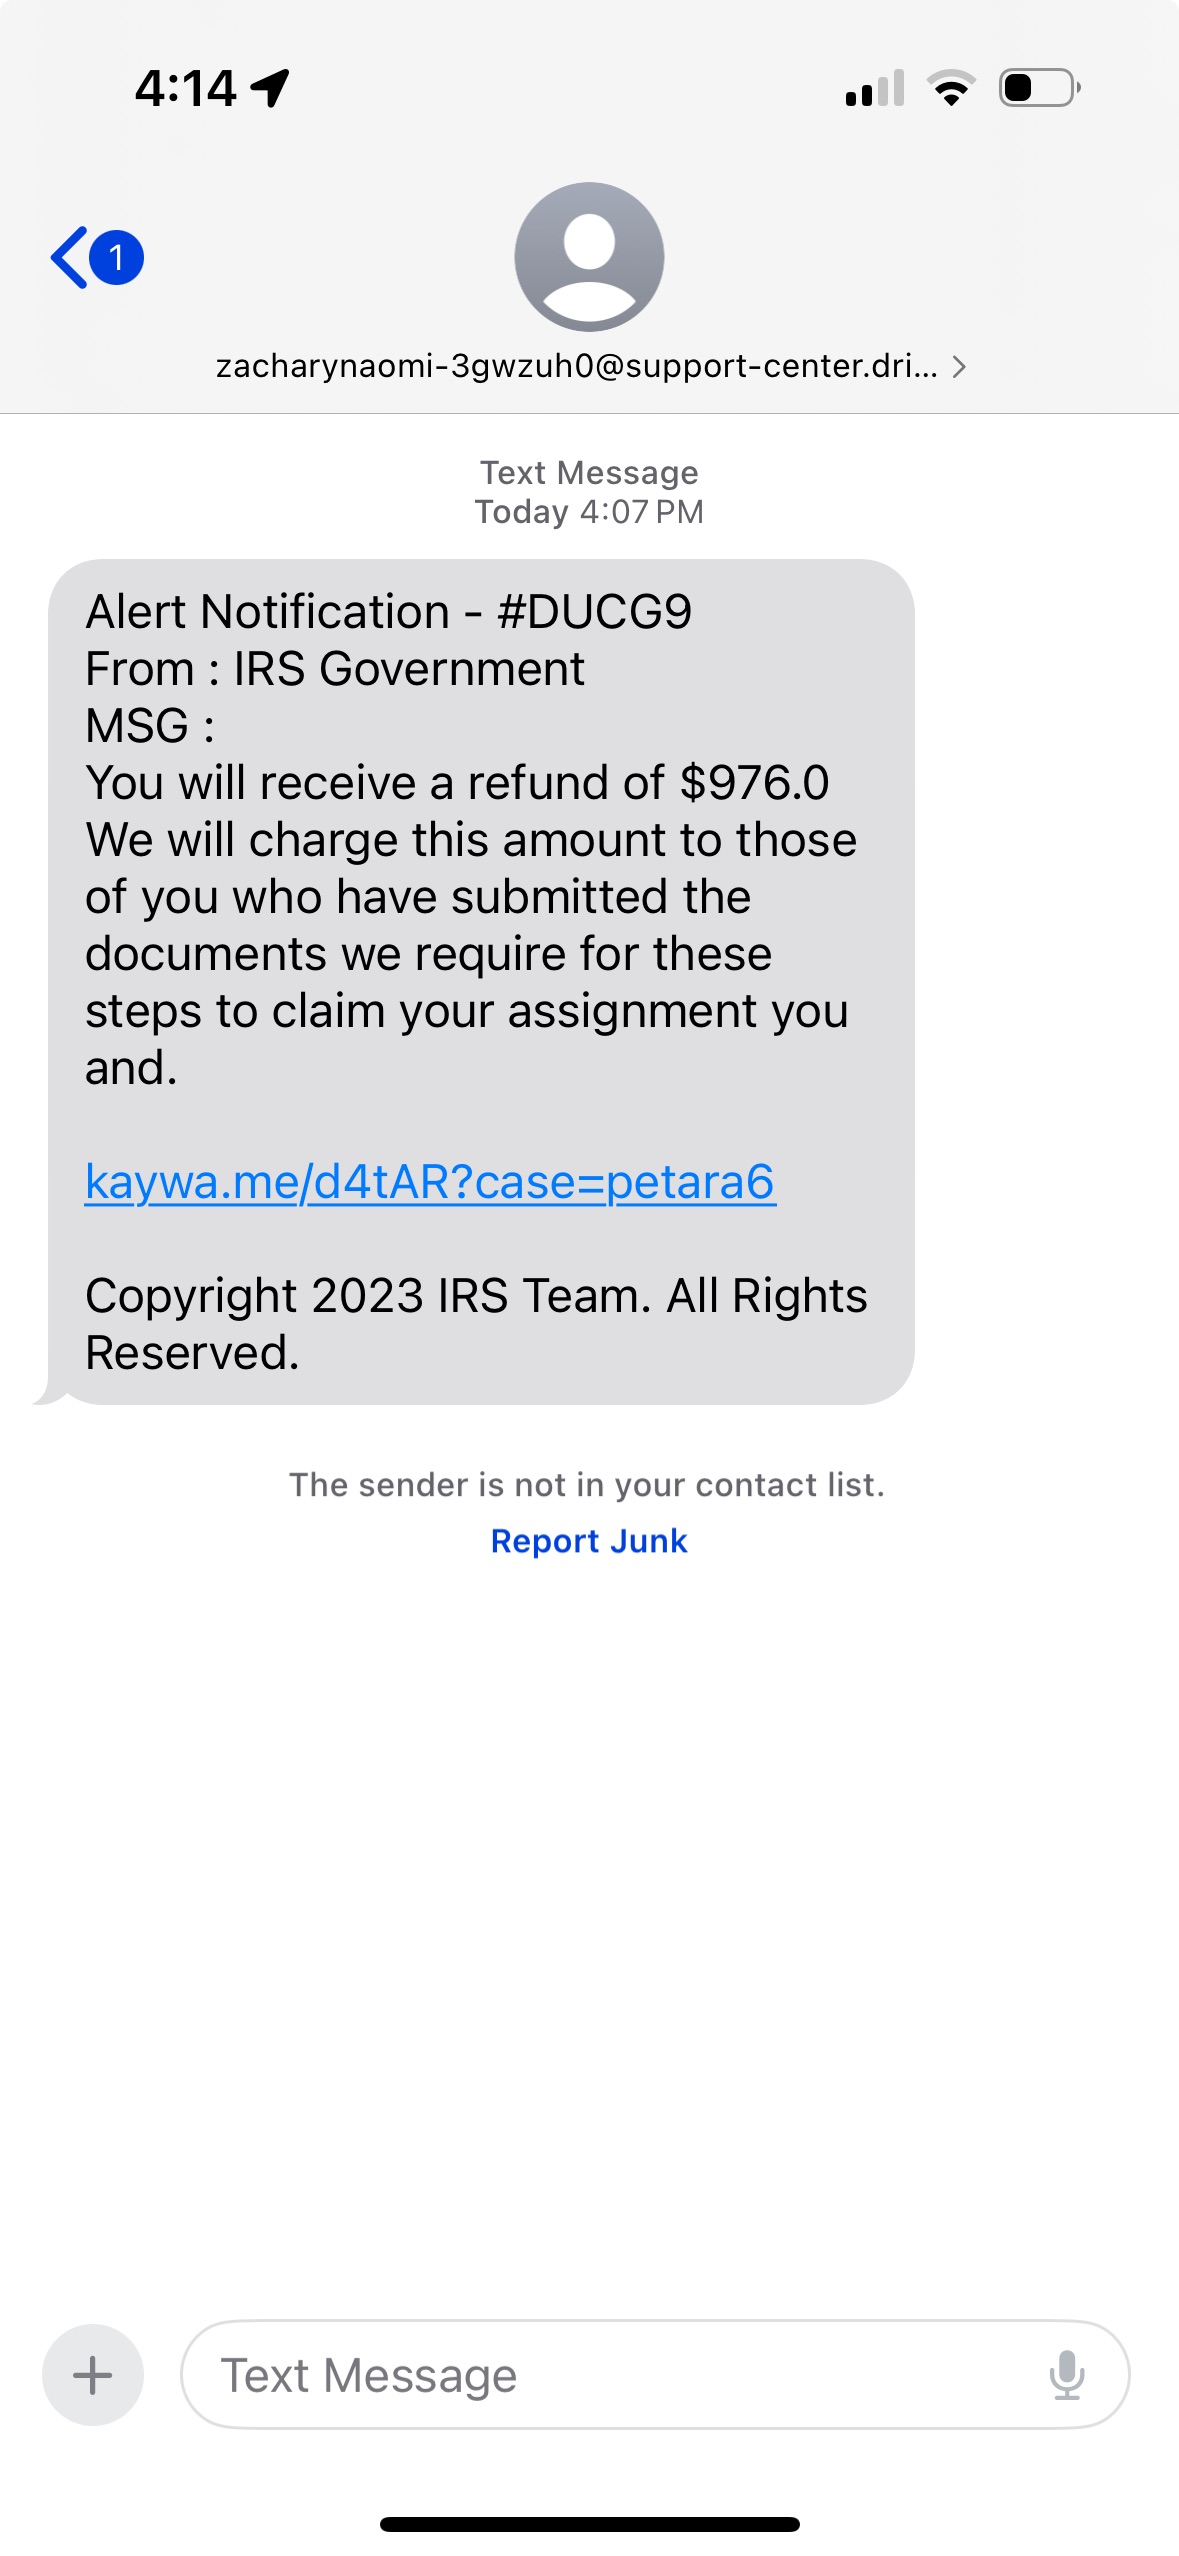 4:14
1
zacharynaomi-3gwzuh0@support-center.dri...
Text Message
Today 4:07 PM
Alert Notification - #DUCG9
From : IRS Government
MSG :
You will receive a refund of $976.0
We will charge this amount to those
of you who have submitted the
documents we require for these
steps to claim your assignment you
and.
kaywa.me/d4tAR?case=petara6
Copyright 2023 IRS Team. All Rights
Reserved.
The sender is not in your contact list.
Report Junk
Text Message